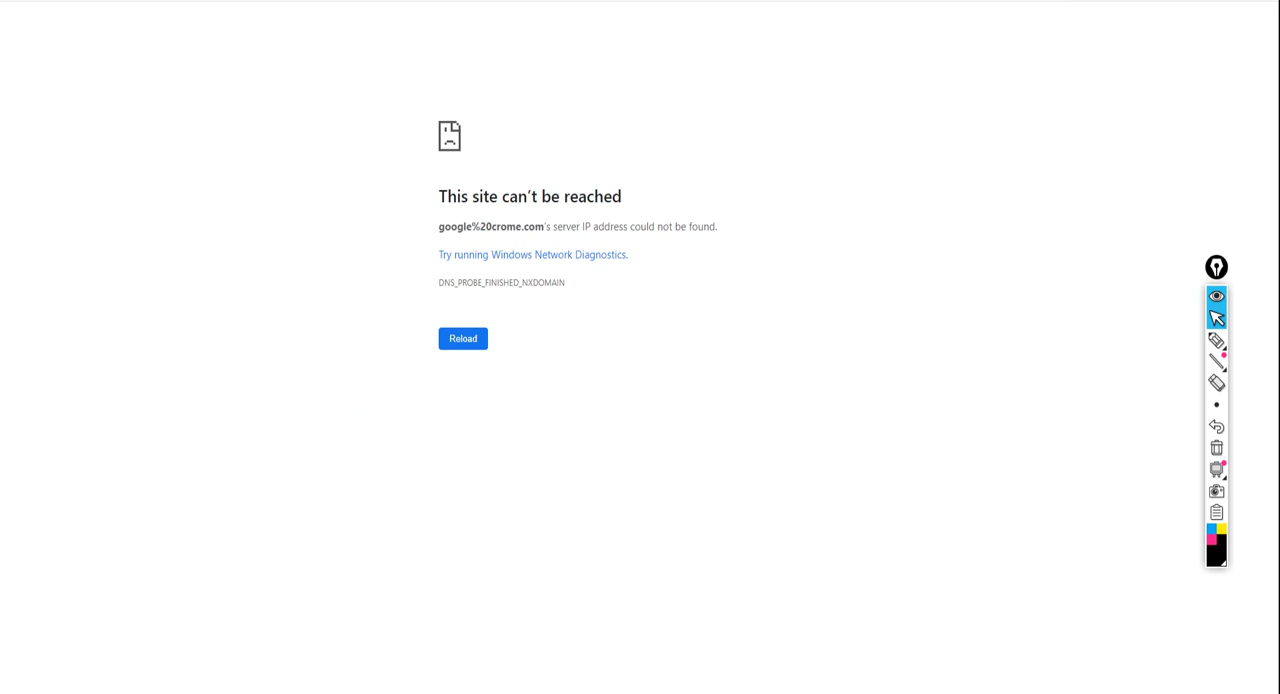 This site can't be reached
google%20crome.com's server IP address could not be found.
Try running Windows Network Diagnostics.
DNS_PROBE_FINISHED_NXDOMAIN
Reload